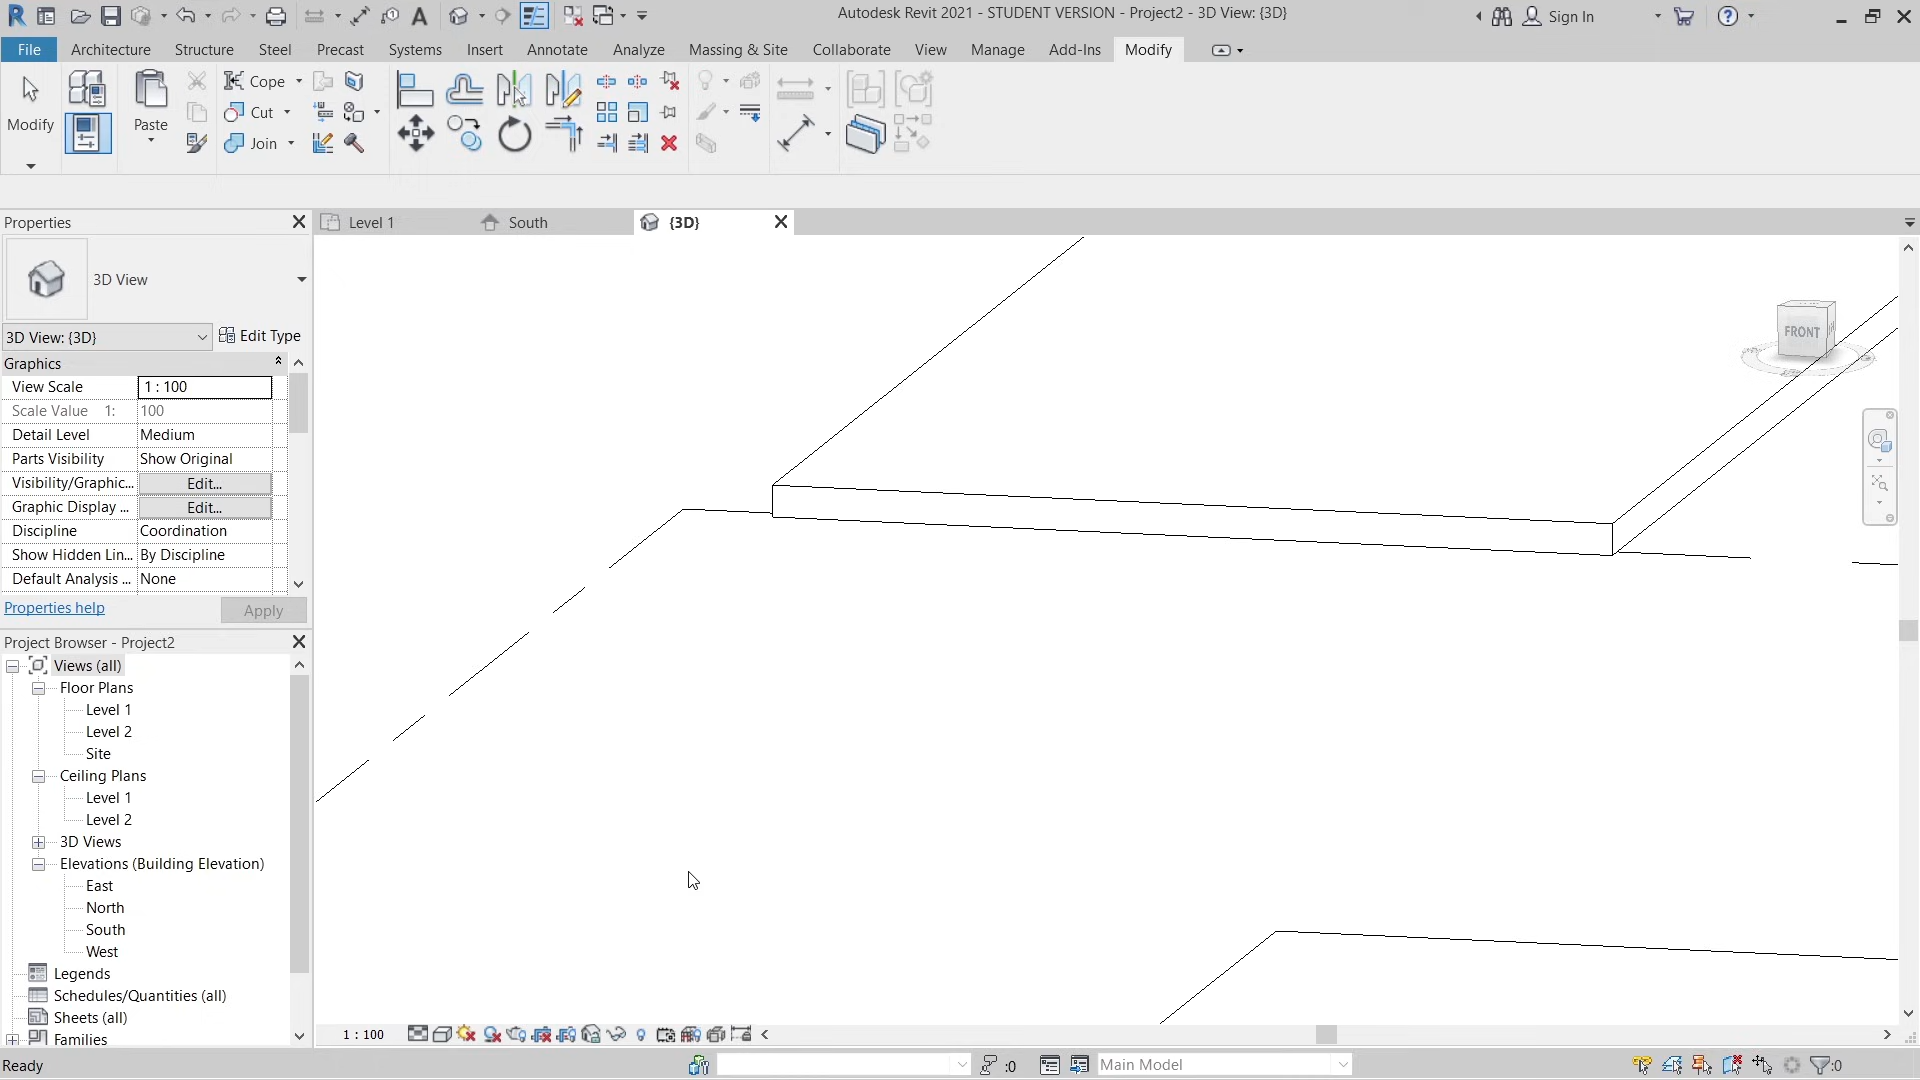 Autodesk Revit 2021 - STUDENT VERSION - Project2 - 3D View: {3D}
Sign In
File Architecture Structure Steel Precast Systems Insert Annotate Analyze Massing & Site Collaborate View Manage Add-Ins Modify
Modify
Paste
Cope
Cut
Join
Properties
Level 1
South
{3D}
3D View
3D View: {3D}
Edit Type
Graphics
View Scale 1 : 100
Scale Value 1: 100
Detail Level Medium
Parts Visibility Show Original
Visibility/Graphic... Edit...
Graphic Display ... Edit...
Discipline Coordination
Show Hidden Lin... By Discipline
Default Analysis ... None
Properties help
Apply
FRONT
Project Browser - Project2
Views (all)
Floor Plans
Level 1
Level 2
Site
Ceiling Plans
Level 1
Level 2
3D Views
Elevations (Building Elevation)
East
North
South
West
Legends
Schedules/Quantities (all)
Sheets (all)
Families
1 : 100
Ready
:0
Main Model
:0